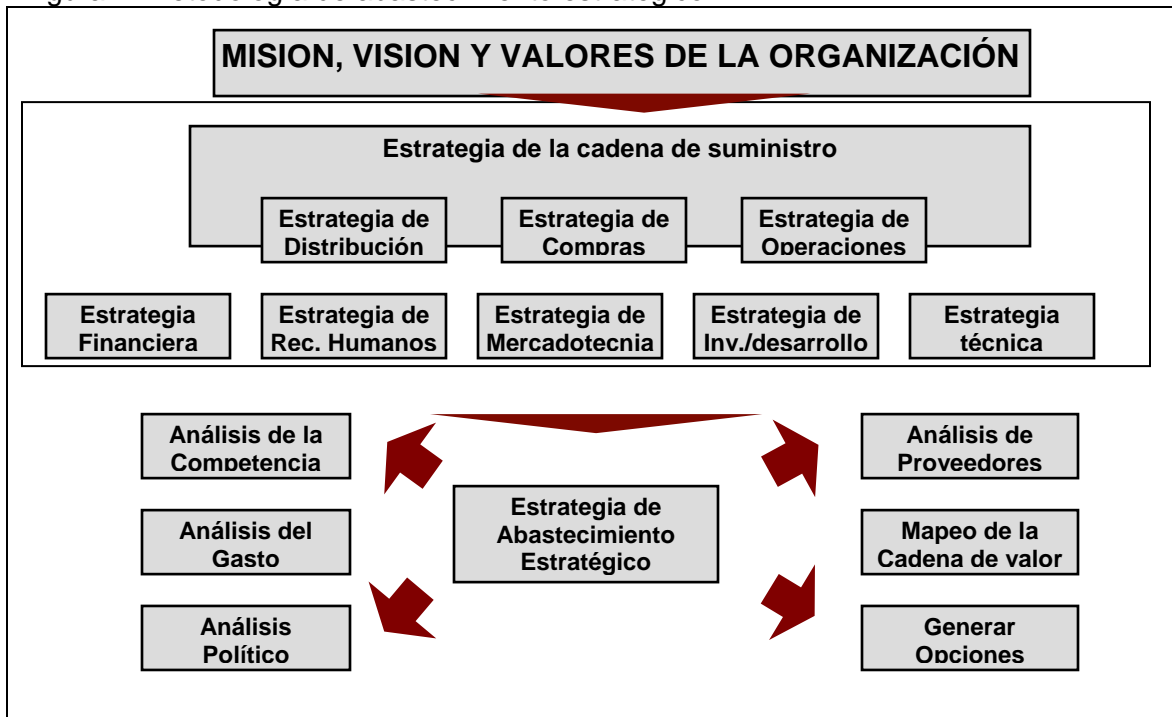 MISION, VISION Y VALORES DE LA ORGANIZACIÓN
Estrategia de la cadena de suministro
Estrategia de
Distribución
Estrategia de
Compras
Estrategia de
Operaciones
Estrategia
Financiera
Estrategia de
Rec. Humanos
Estrategia de
Mercadotecnia
Estrategia de
Inv./desarrollo
Estrategia
técnica
Análisis de la
Competencia
Análisis del
Gasto
Análisis
Político
Estrategia de
Abastecimiento
Estratégico
Análisis de
Proveedores
Mapeo de la
Cadena de valor
Generar
Opciones